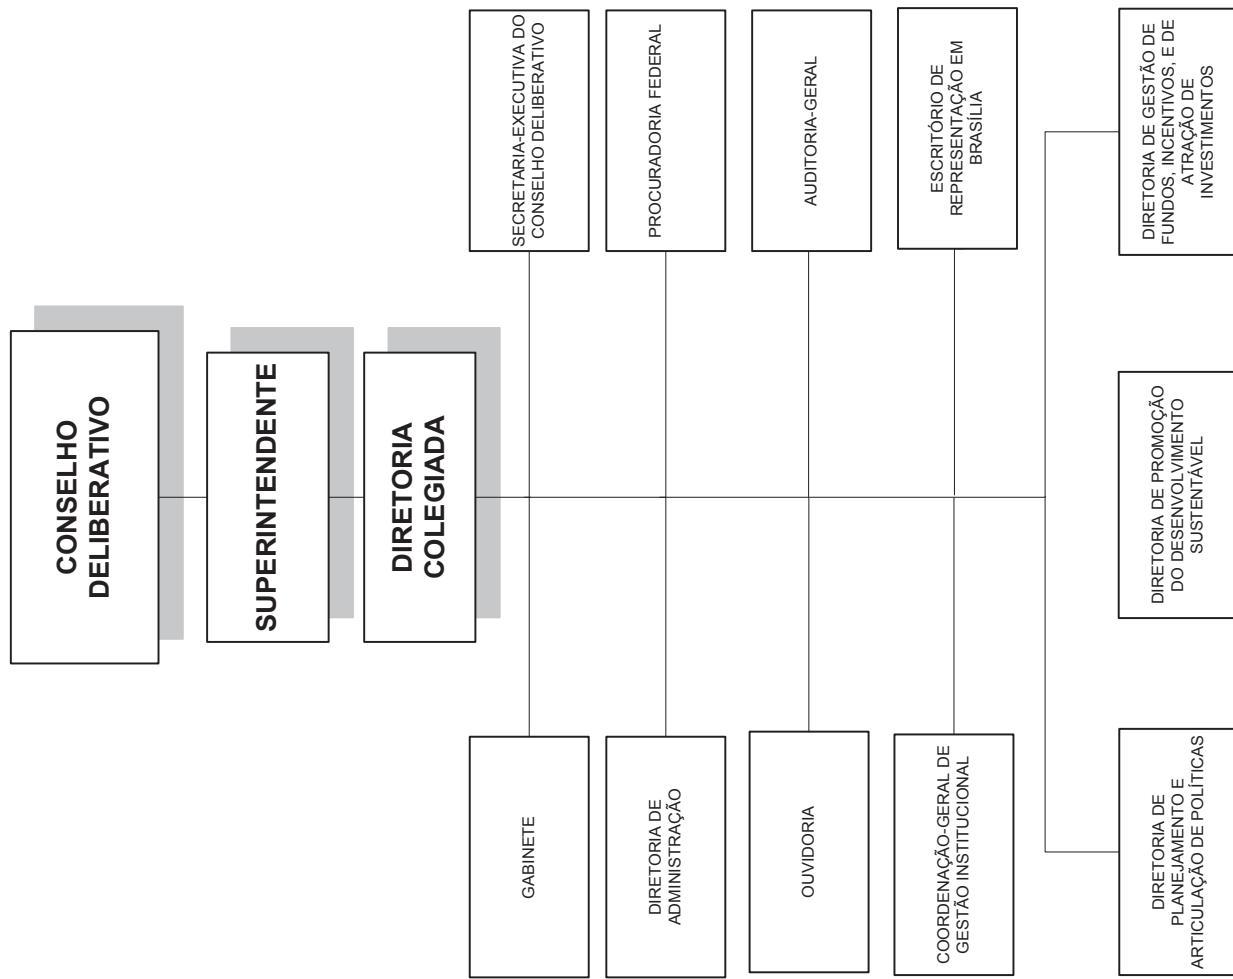 CONSELHO
DELIBERATIVO
SUPERINTENDENTE
DIRETORIA
COLEGIADA
GABINETE
SECRETARIA-EXECUTIVA DO
CONSELHO DELIBERATIVO
DIRETORIA DE
ADMINISTRAÇÃO
PROCURADORIA FEDERAL
OUVIDORIA
AUDITORIA-GERAL
COORDENAÇÃO-GERAL DE
GESTÃO INSTITUCIONAL
ESCRITÓRIO DE
REPRESENTAÇÃO EM
BRASÍLIA
DIRETORIA DE
PLANEJAMENTO E
ARTICULAÇÃO DE POLÍTICAS
DIRETORIA DE PROMOÇÃO
DO DESENVOLVIMENTO
SUSTENTÁVEL
DIRETORIA DE GESTÃO DE
FUNDOS, INCENTIVOS, E DE
ATRAÇÃO DE
INVESTIMENTOS